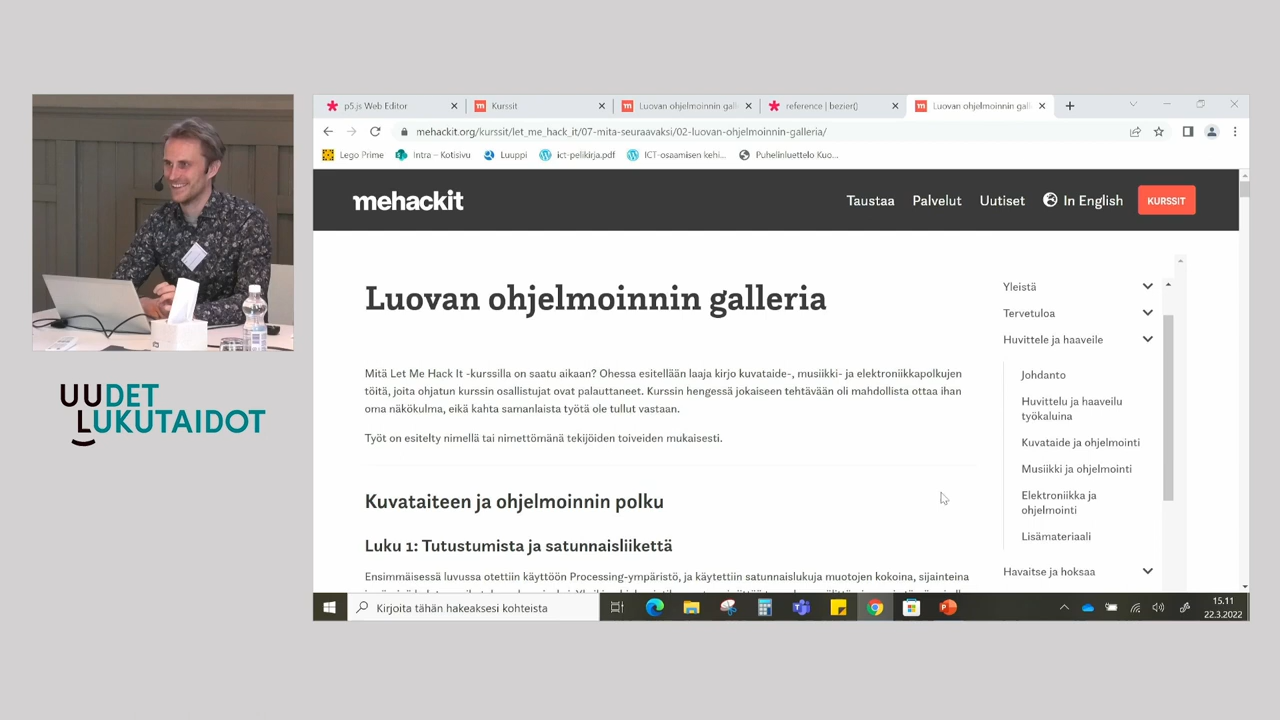 UUDET
LUKUTAIDOT
p5.js Web Editor
Kurssit
Luovan ohjelmoinnin gall
reference | bezier()
Luovan ohjelmoinnin gall
mehackit.org/kurssit/let_me_hack_it/07-mita-seuraavaksi/02-luovan-ohjelmoinnin-galleria/
Lego Prime
Intra – Kotisivu
Luuppi
ict-pelikirja.pdf
ICT-osaamisen kehi...
Puhelinluettelo Kuo...
mehackit
Taustaa
Palvelut
Uutiset
In English
KURSSIT
Luovan ohjelmoinnin galleria
Mitä Let Me Hack It -kurssilla on saatu aikaan? Ohessa esitellään laaja kirjo kuvataide-, musiikki- ja elektroniikkapolkujen
töitä, joita ohjatun kurssin osallistujat ovat palauttaneet. Kurssin hengessä jokaiseen tehtävään oli mahdollista ottaa ihan
oma näkökulma, eikä kahta samanlaista työtä ole tullut vastaan.
Työt on esitelty nimellä tai nimettömänä tekijöiden toiveiden mukaisesti.
Kuvataiteen ja ohjelmoinnin polku
Luku 1: Tutustumista ja satunnaisliikettä
Ensimmäisessä luvussa otettiin käyttöön Processing-ympäristö, ja käytettiin satunnaislukuja muotojen kokoina, sijainteina
Yleistä
Tervetuloa
Huvittele ja haaveile
Johdanto
Huvittelu ja haaveilu
työkaluina
Kuvataide ja ohjelmointi
Musiikki ja ohjelmointi
Elektroniikka ja
ohjelmointi
Lisämateriaali
Havaitse ja hoksaa
Kirjoita tähän hakeaksesi kohteista
15.11
22.3.2022